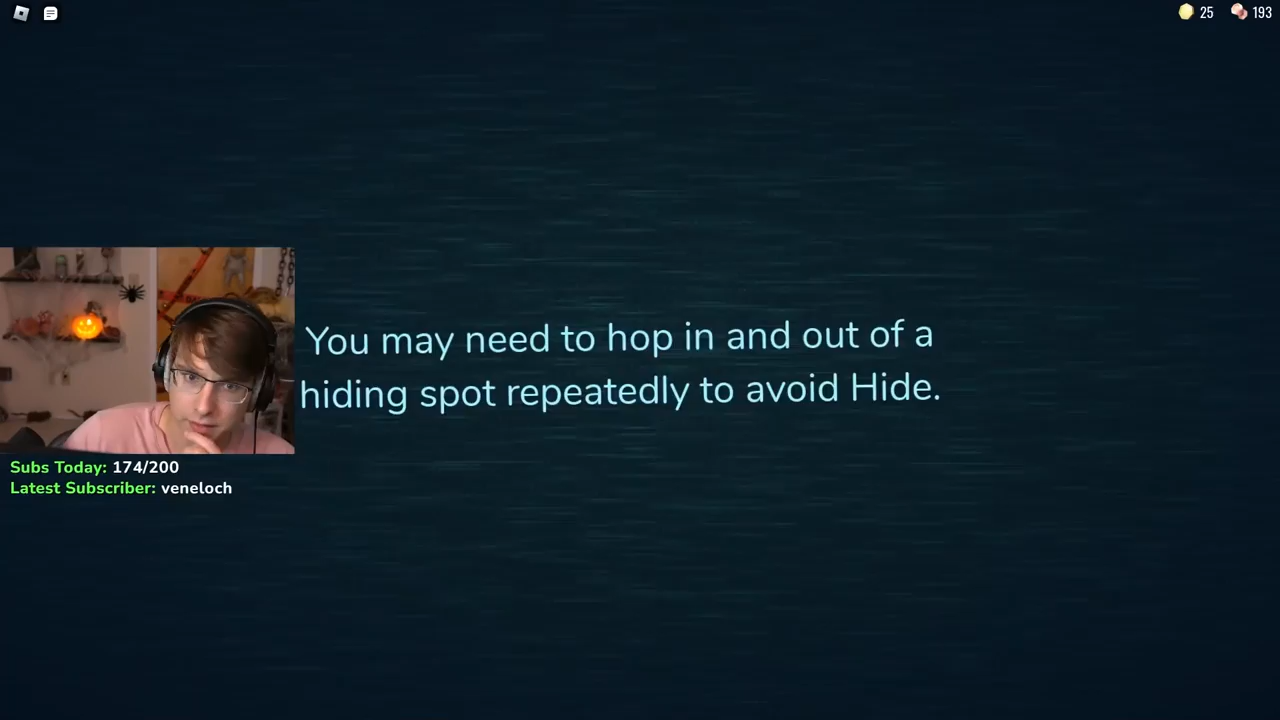 25 193
You may need to hop in and out of a
hiding spot repeatedly to avoid Hide.
Subs Today: 174/200
Latest Subscriber: veneloch